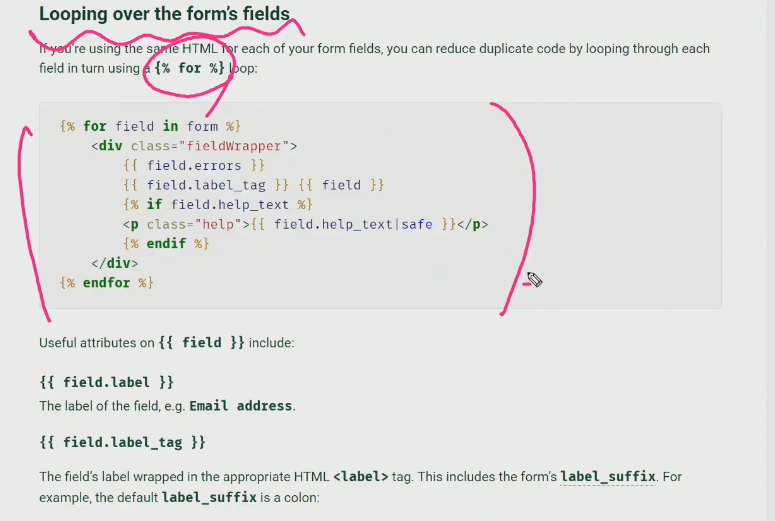 Looping over the form's fields
If you're using the same HTML for each of your form fields, you can reduce duplicate code by looping through each
field in turn using a {% for %} loop:
{% for field in form %}
<div class="fieldWrapper">
{{ field.errors }}
{{ field.label_tag }} {{ field }}
{% if field.help_text %}
<p class="help">{{ field.help_text|safe }}</p>
{% endif %}
</div>
{% endfor %}
Useful attributes on {{ field }} include:
{{ field.label }}
The label of the field, e.g. Email address.
{{ field.label_tag }}
The field's label wrapped in the appropriate HTML <label> tag. This includes the form's label_suffix. For
example, the default label_suffix is a colon: